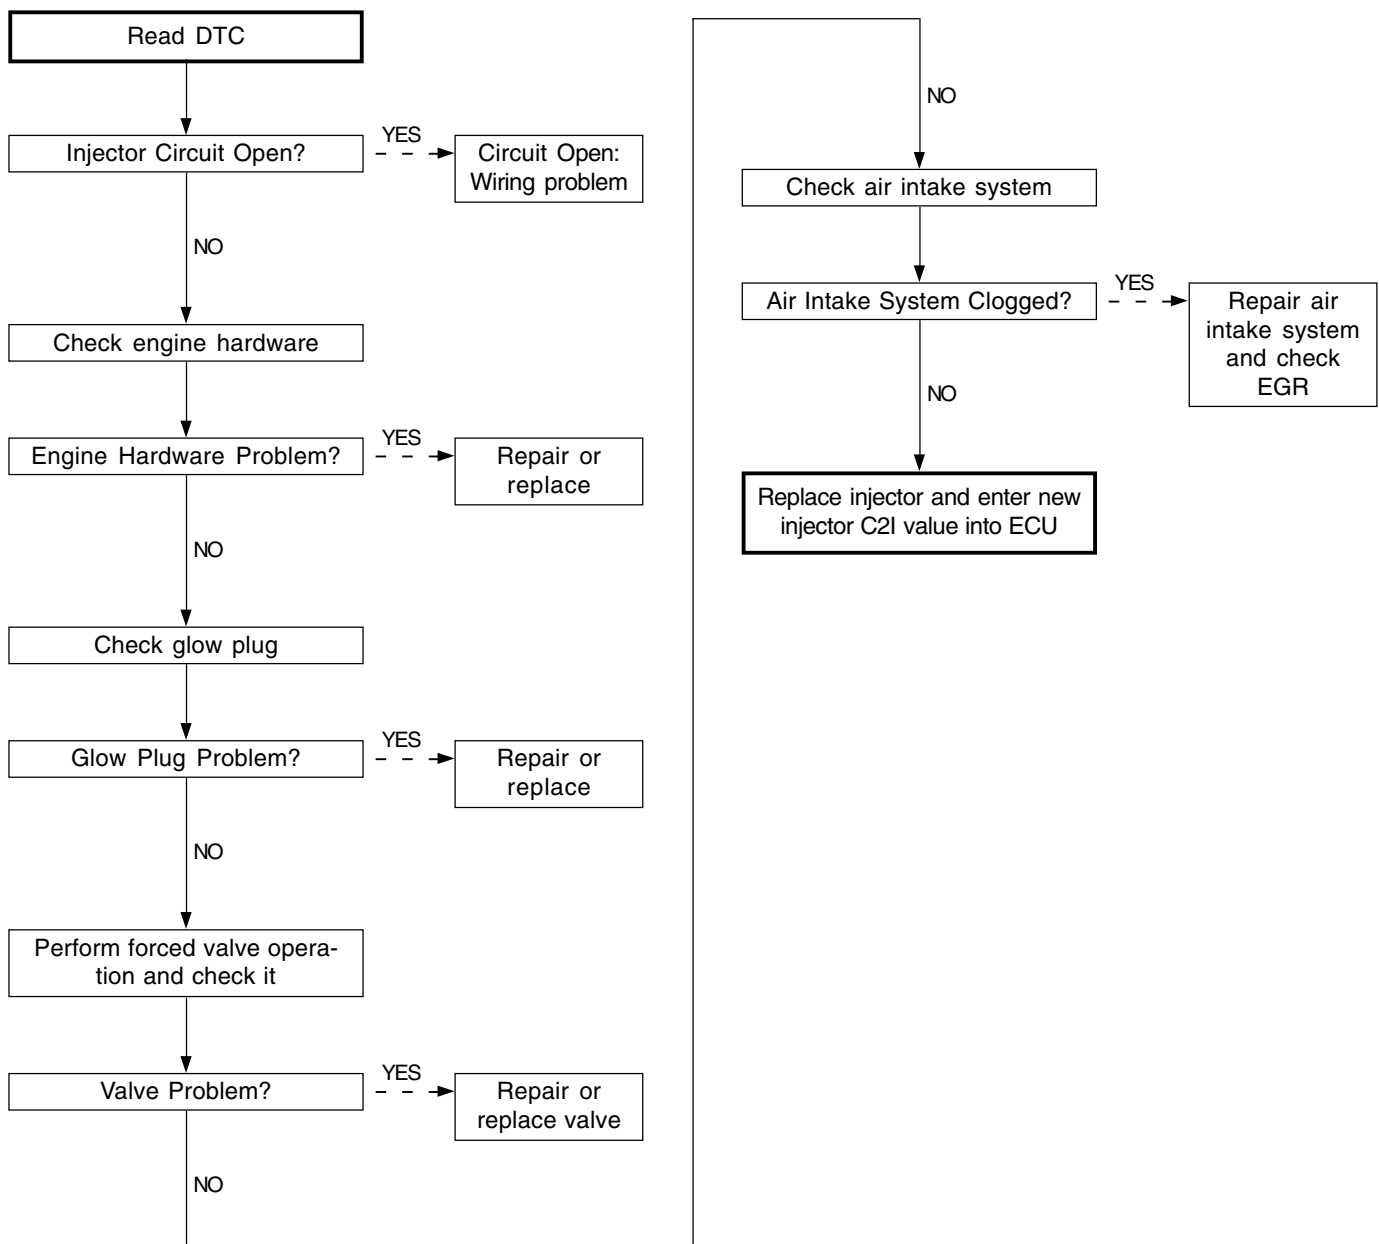 Read DTC
Injector Circuit Open?
YES
Circuit Open:
Wiring problem
NO
Check engine hardware
Engine Hardware Problem?
YES
Repair or
replace
NO
Check glow plug
Glow Plug Problem?
YES
Repair or
replace
NO
Perform forced valve opera-
tion and check it
Valve Problem?
YES
Repair or
replace valve
NO
NO
Check air intake system
Air Intake System Clogged?
YES
Repair air
intake system
and check
EGR
NO
Replace injector and enter new
injector C2I value into ECU